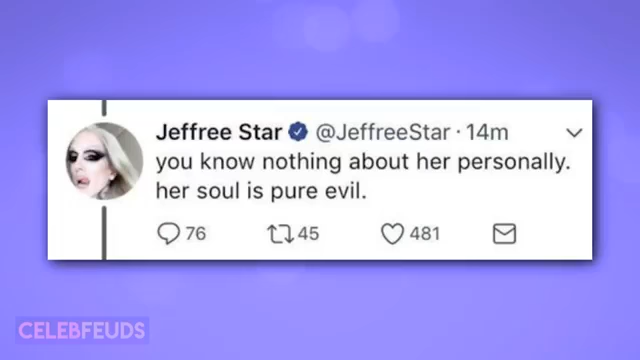 Jeffree Star @JeffreeStar · 14m
you know nothing about her personally.
her soul is pure evil.
76 45 481
CELEBFEUDS